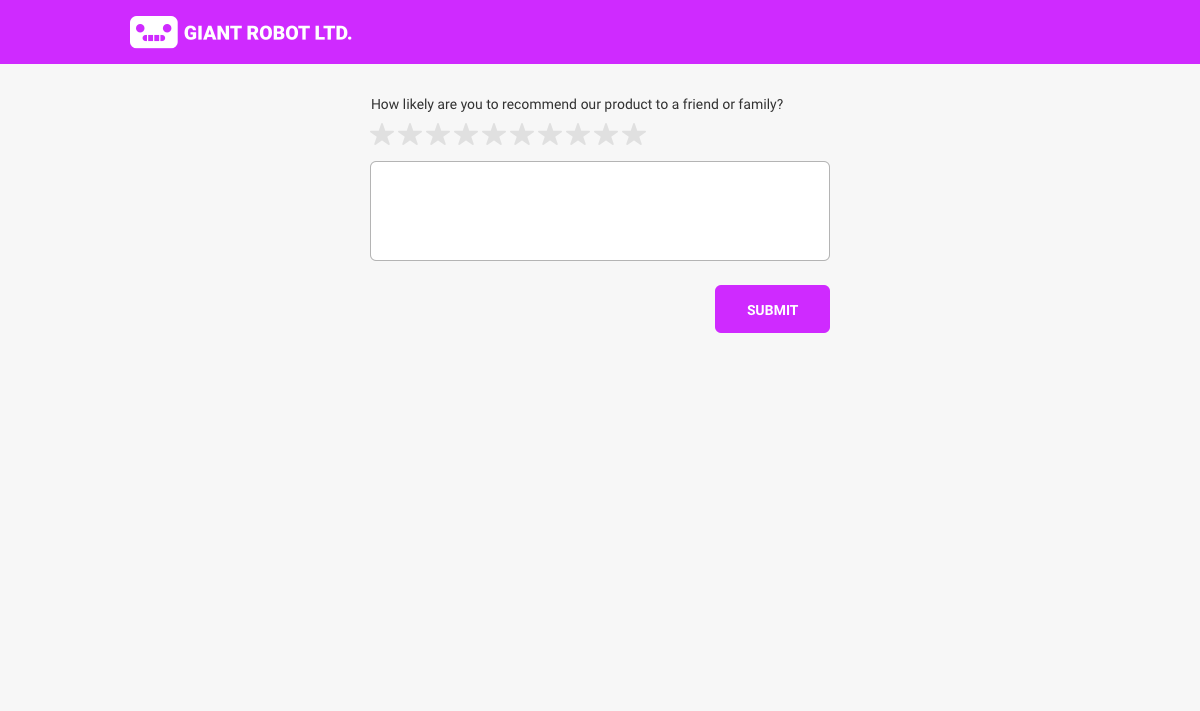 GIANT ROBOT LTD.
How likely are you to recommend our product to a friend or family?
SUBMIT